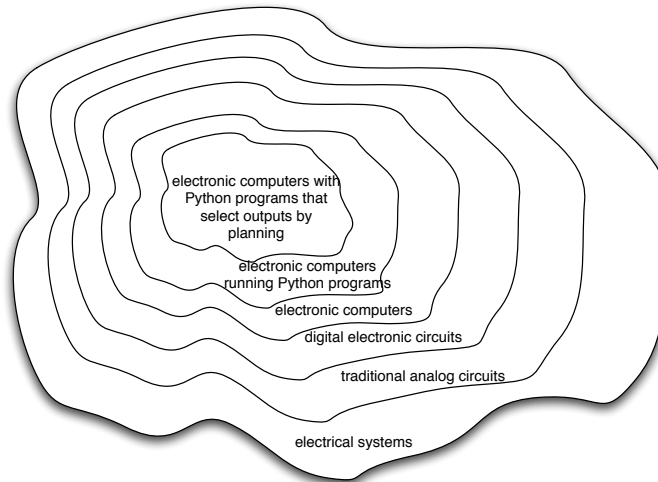 electronic computers with
Python programs that
select outputs by
planning
electronic computers
running Python programs
electronic computers
digital electronic circuits
traditional analog circuits
electrical systems